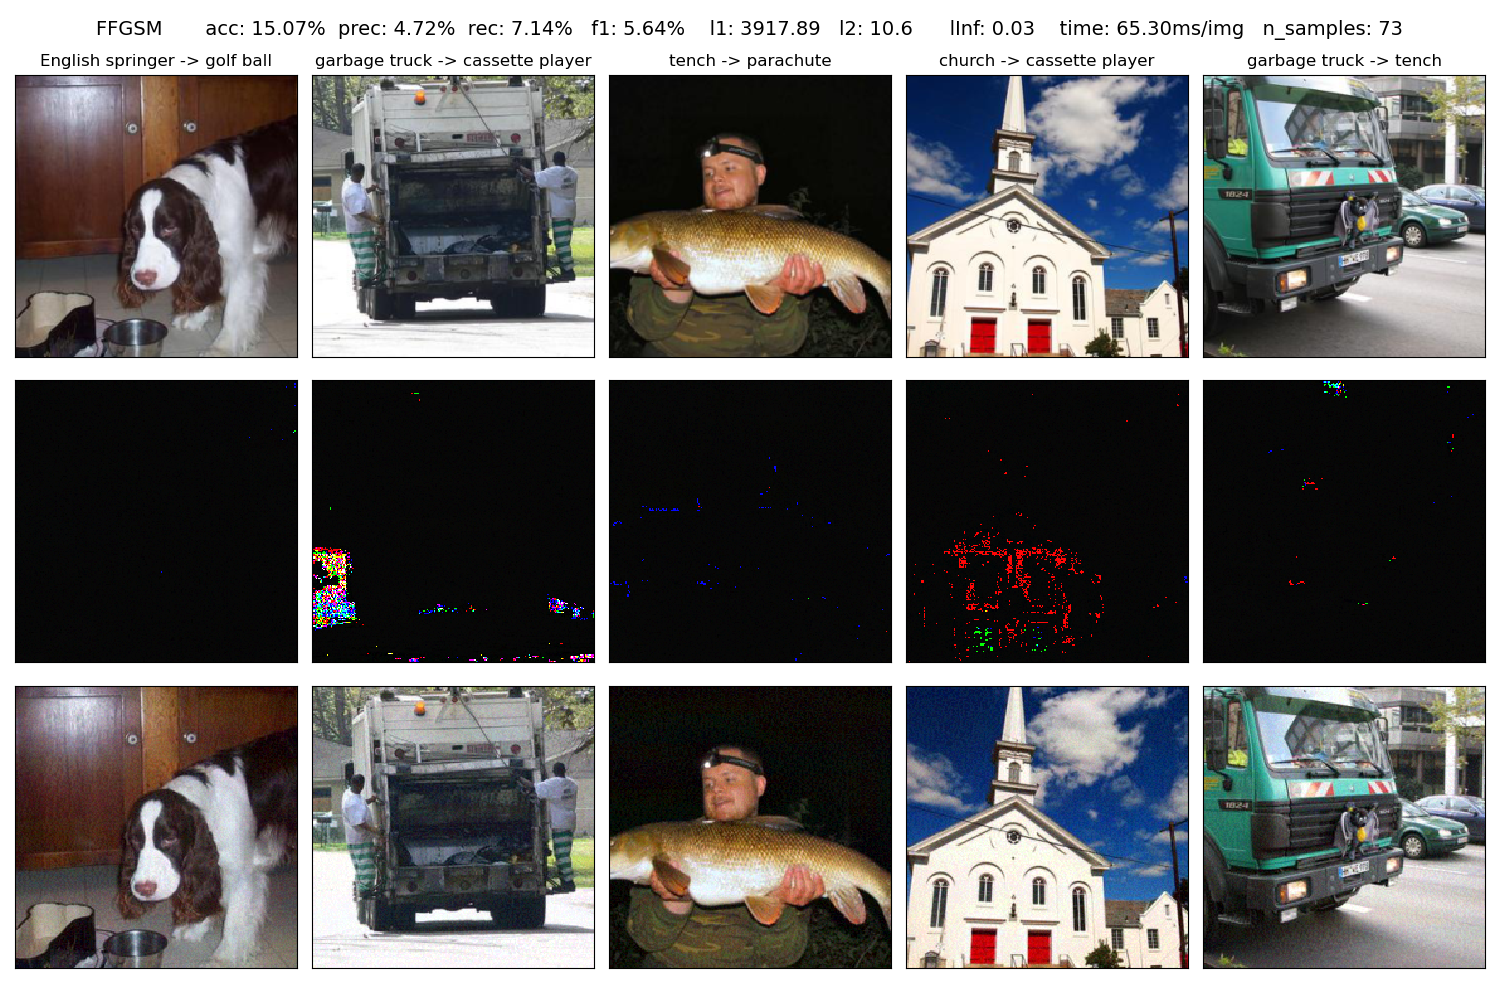 FFGSM acc: 15.07% prec: 4.72% rec: 7.14% f1: 5.64% l1: 3917.89 l2: 10.6 lInf: 0.03 time: 65.30ms/img n_samples: 73
English springer -> golf ball
garbage truck -> cassette player
tench -> parachute
church -> cassette player
garbage truck -> tench
1824
1824